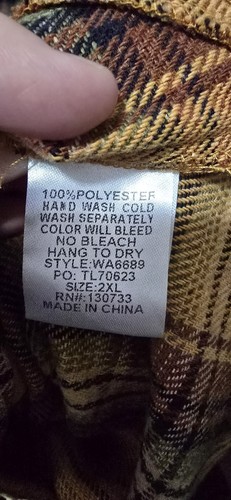 100%POLYESTER
HAND WASH COLD
WASH SEPARATELY
COLOR WILL BLEED
NO BLEACH
HANG TO DRY
STYLE:WA6689
PO: TL70623
SIZE:2XL
RN#:130733
MADE IN CHINA